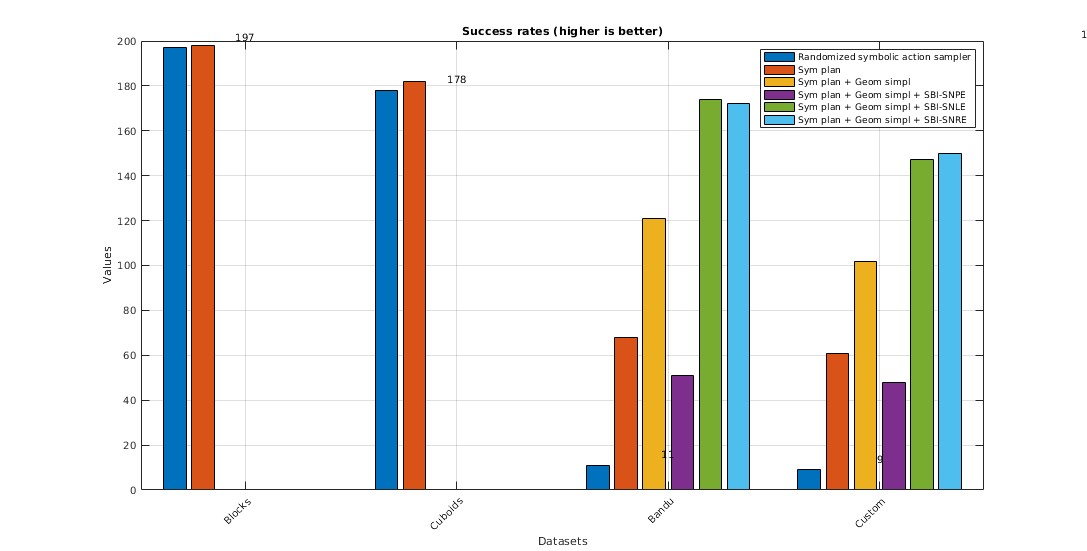 Success rates (higher is better)
1
200
180
160
140
120
100
80
60
40
20
0
Values
197
178
11
9
Randomized symbolic action sampler
Sym plan
Sym plan + Geom simpl
Sym plan + Geom simpl + SBI-SNPE
Sym plan + Geom simpl + SBI-SNLE
Sym plan + Geom simpl + SBI-SNRE
Blocks
Cuboids
Bandu
Custom
Datasets